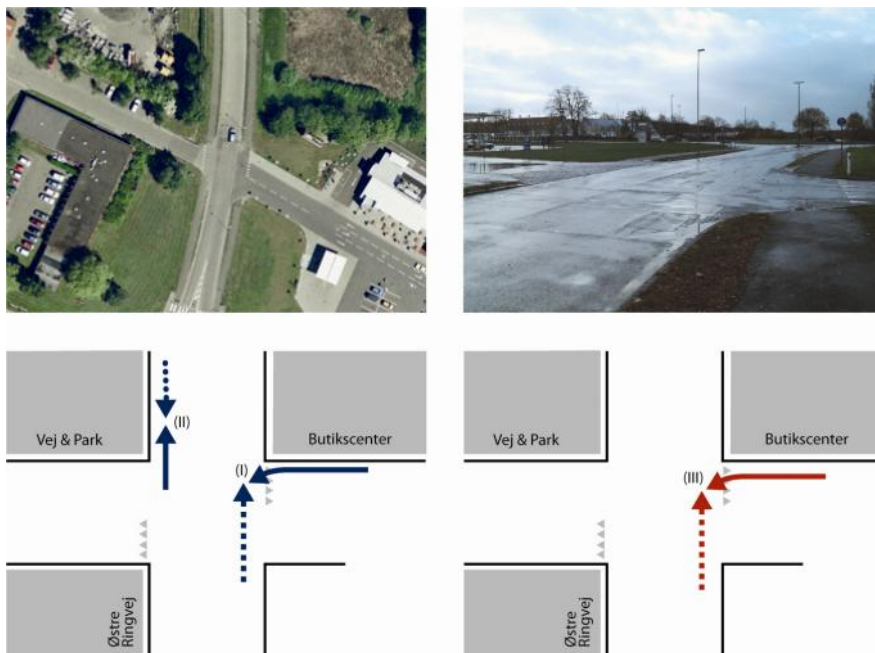 (II)
Vej & Park
(I)
Butikscenter
Østre
Ringvej
(III)
Vej & Park
Butikscenter
Østre
Ringvej